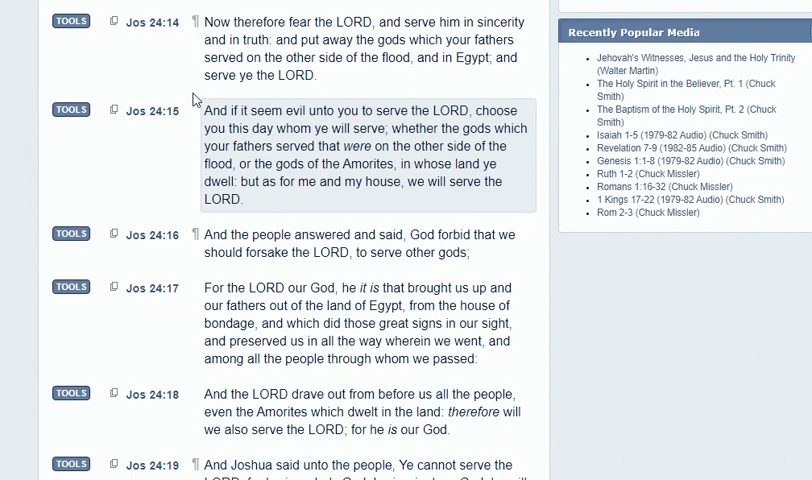 TOOLS Jos 24:14 ¶ Now therefore fear the LORD, and serve him in sincerity
and in truth: and put away the gods which your fathers
served on the other side of the flood, and in Egypt; and
serve ye the LORD.
TOOLS Jos 24:15 And if it seem evil unto you to serve the LORD, choose
you this day whom ye will serve; whether the gods which
your fathers served that were on the other side of the
flood, or the gods of the Amorites, in whose land ye
dwell: but as for me and my house, we will serve the
LORD.
TOOLS Jos 24:16 ¶ And the people answered and said, God forbid that we
should forsake the LORD, to serve other gods;
TOOLS Jos 24:17 For the LORD our God, he it is that brought us up and
our fathers out of the land of Egypt, from the house of
bondage, and which did those great signs in our sight,
and preserved us in all the way wherein we went, and
among all the people through whom we passed:
TOOLS Jos 24:18 And the LORD drave out from before us all the people,
even the Amorites which dwelt in the land: therefore will
we also serve the LORD; for he is our God.
TOOLS Jos 24:19 ¶ And Joshua said unto the people, Ye cannot serve the
Recently Popular Media
Jehovah's Witnesses, Jesus and the Holy Trinity
(Walter Martin)
The Holy Spirit in the Believer, Pt. 1 (Chuck
Smith)
The Baptism of the Holy Spirit, Pt. 2 (Chuck
Smith)
Isaiah 1-5 (1979-82 Audio) (Chuck Smith)
Revelation 7-9 (1982-85 Audio) (Chuck Smith)
Genesis 1:1-8 (1979-82 Audio) (Chuck Smith)
Ruth 1-2 (Chuck Missler)
Romans 1:16-32 (Chuck Missler)
1 Kings 17-22 (1979-82 Audio) (Chuck Smith)
Rom 2-3 (Chuck Missler)